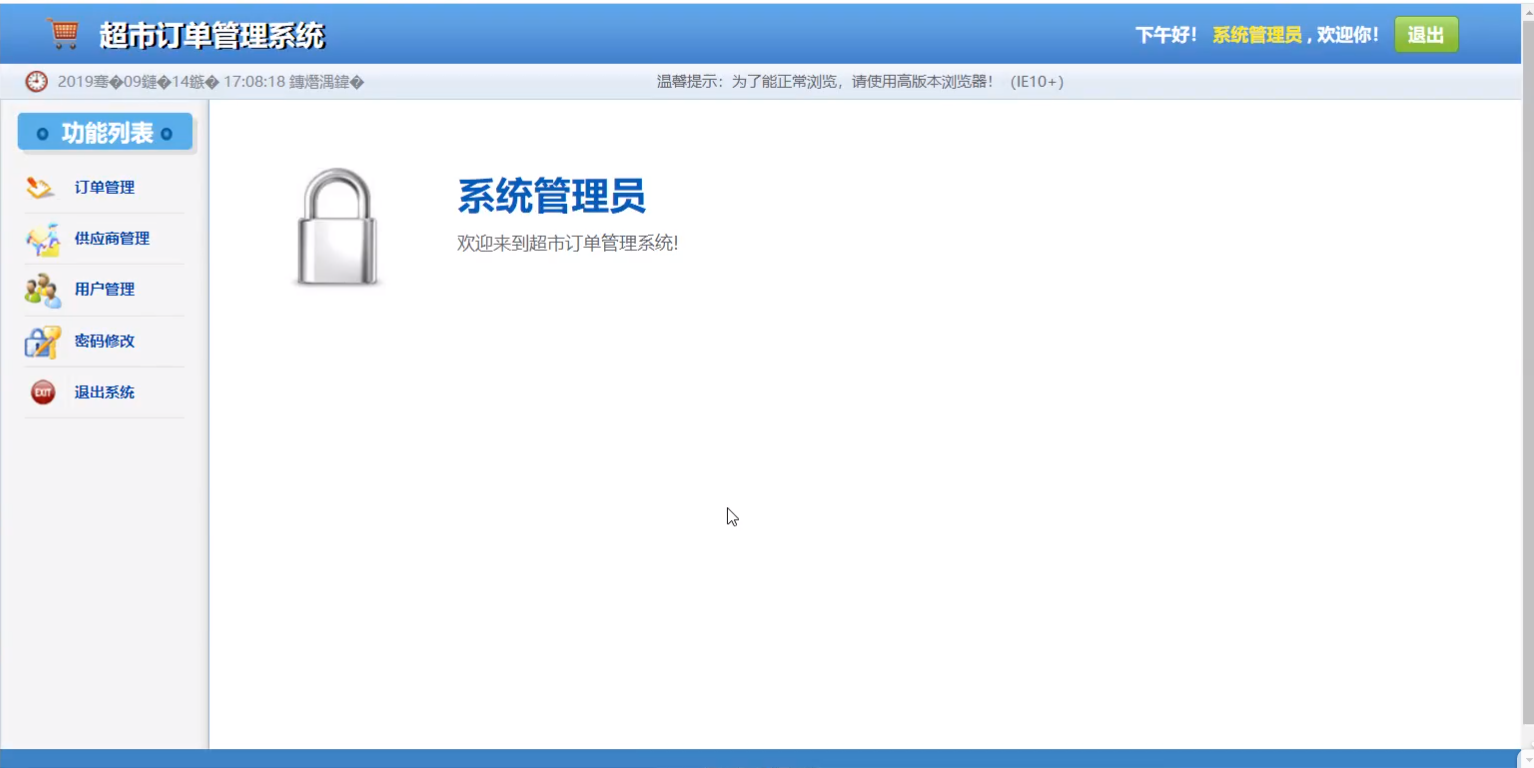 超市订单管理系统
下午好！ 系统管理员 , 欢迎你！ 退出
2019骞�09鏈�14鏃� 17:08:18 鏄熸湡鍏�
温馨提示：为了能正常浏览，请使用高版本浏览器！ (IE10+)
功能列表
订单管理
供应商管理
用户管理
密码修改
EXIT 退出系统
系统管理员
欢迎来到超市订单管理系统!